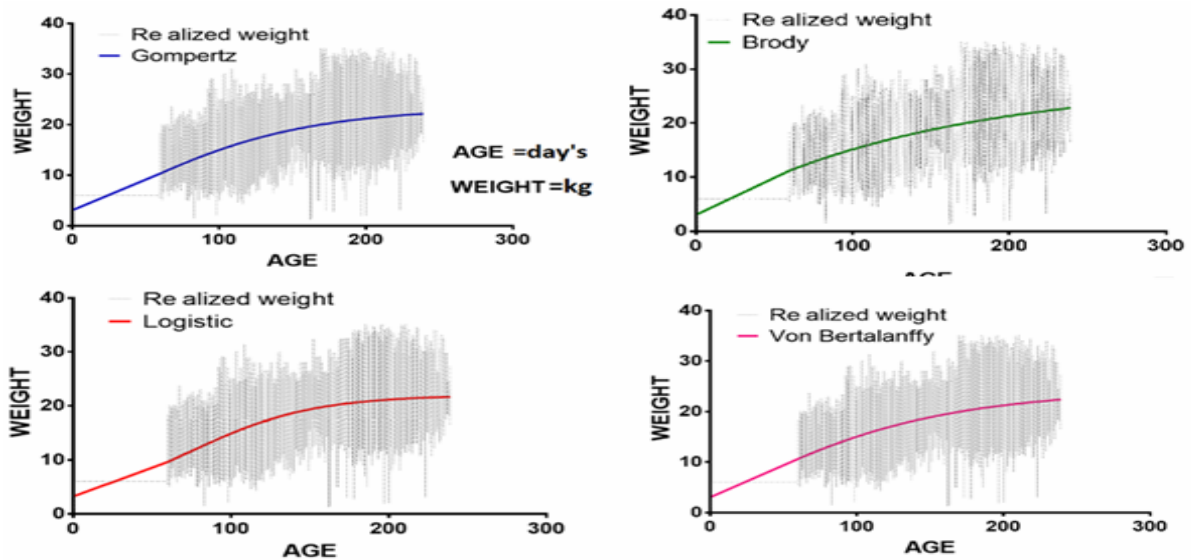 40
30
20
10
0
WEIGHT
Re alized weight
Gompertz
AGE =day's
WEIGHT=kg
0 100 200 300
AGE
40
30
20
10
0
WEIGHT
Re alized weight
Brody
0 100 200 300
AGE
40
30
20
10
0
WEIGHT
Re alized weight
Logistic
0 100 200 300
AGE
40
30
20
10
0
WEIGHT
Re alized weight
Von Bertalanffy
0 100 200 300
AGE